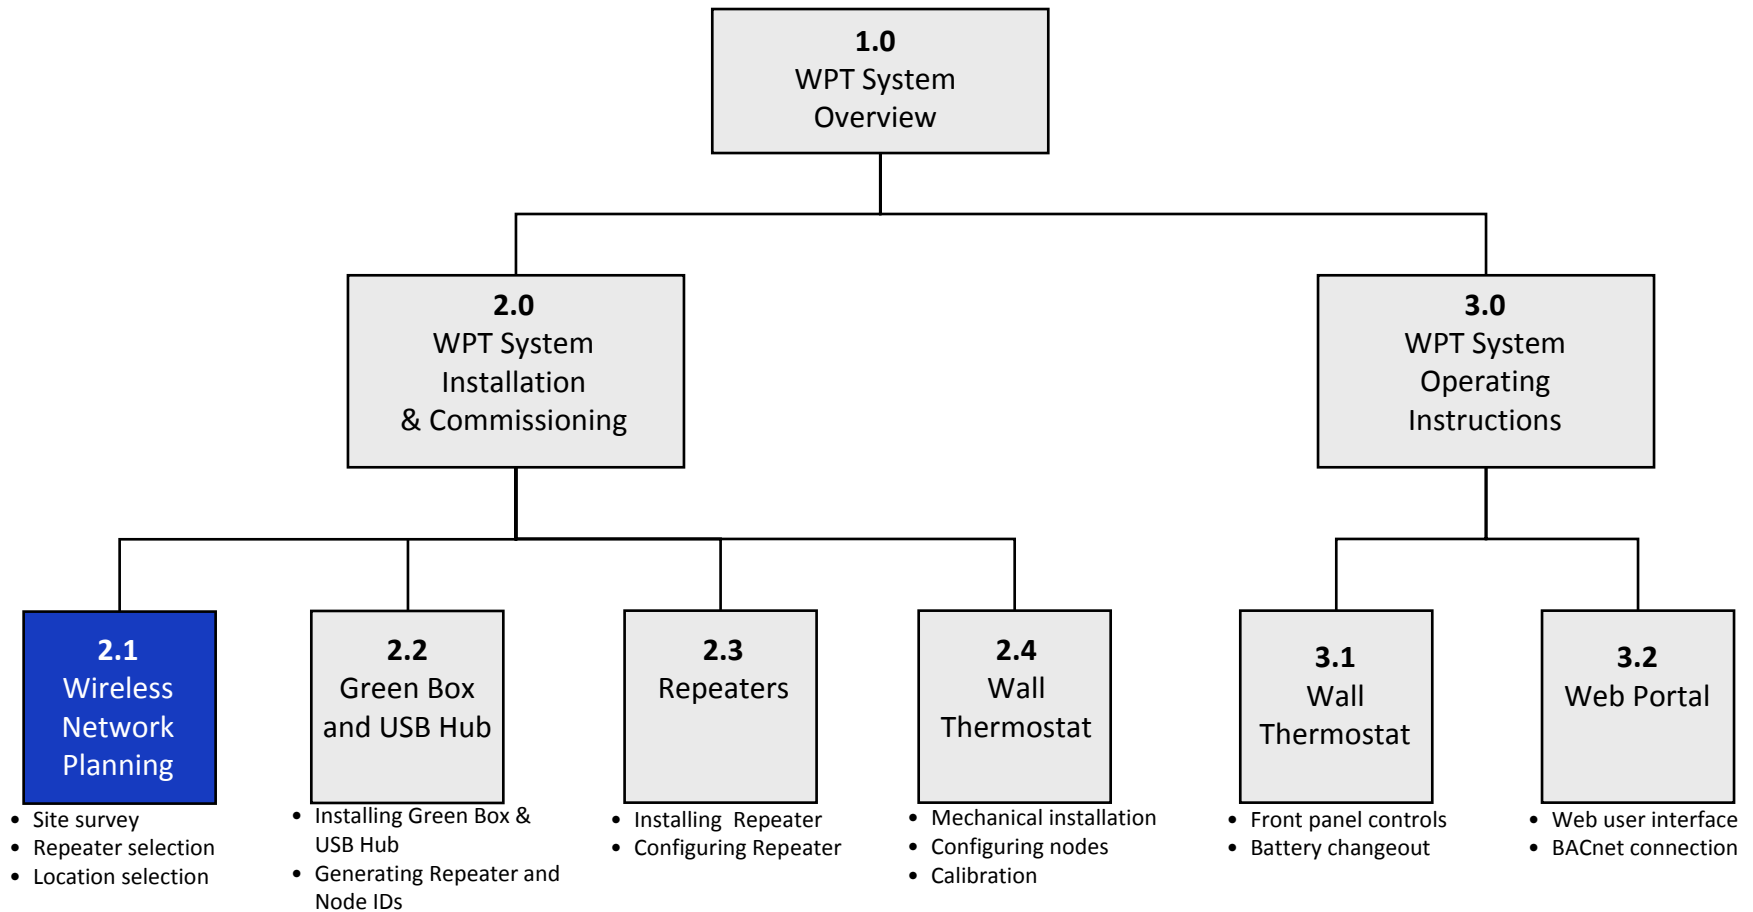 1.0
WPT System
Overview
2.0
WPT System
Installation
& Commissioning
3.0
WPT System
Operating
Instructions
2.1
Wireless
Network
Planning
• Site survey
• Repeater selection
• Location selection
2.2
Green Box
and USB Hub
• Installing Green Box &
USB Hub
• Generating Repeater and
Node IDs
2.3
Repeaters
• Installing Repeater
• Configuring Repeater
2.4
Wall
Thermostat
• Mechanical installation
• Configuring nodes
• Calibration
3.1
Wall
Thermostat
• Front panel controls
• Battery changeout
3.2
Web Portal
• Web user interface
• BACnet connection